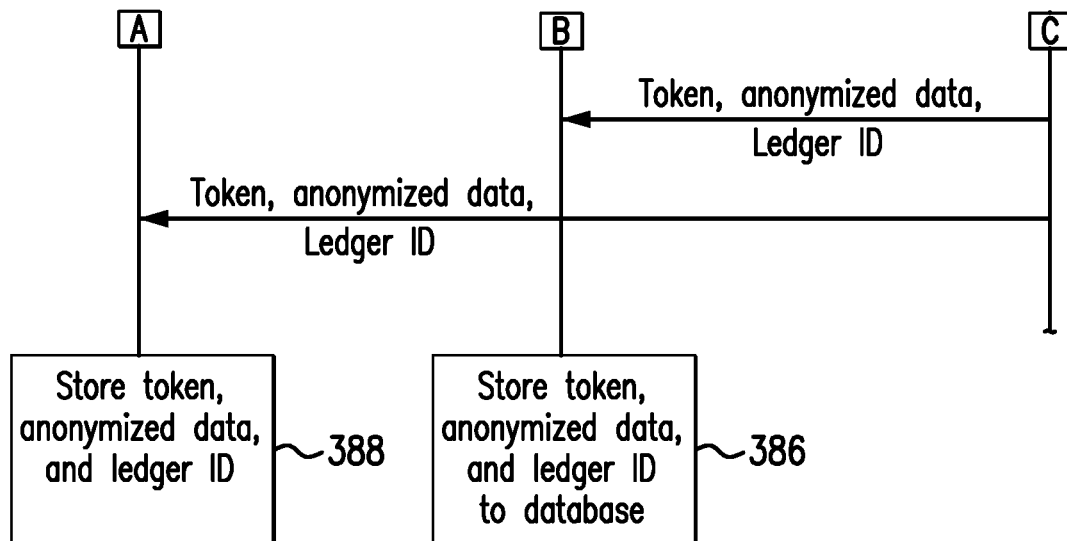 A
B
C
Token, anonymized data,
Ledger ID
Token, anonymized data,
Ledger ID
Store token,
anonymized data,
and ledger ID
388
Store token,
anonymized data,
and ledger ID
to database
386